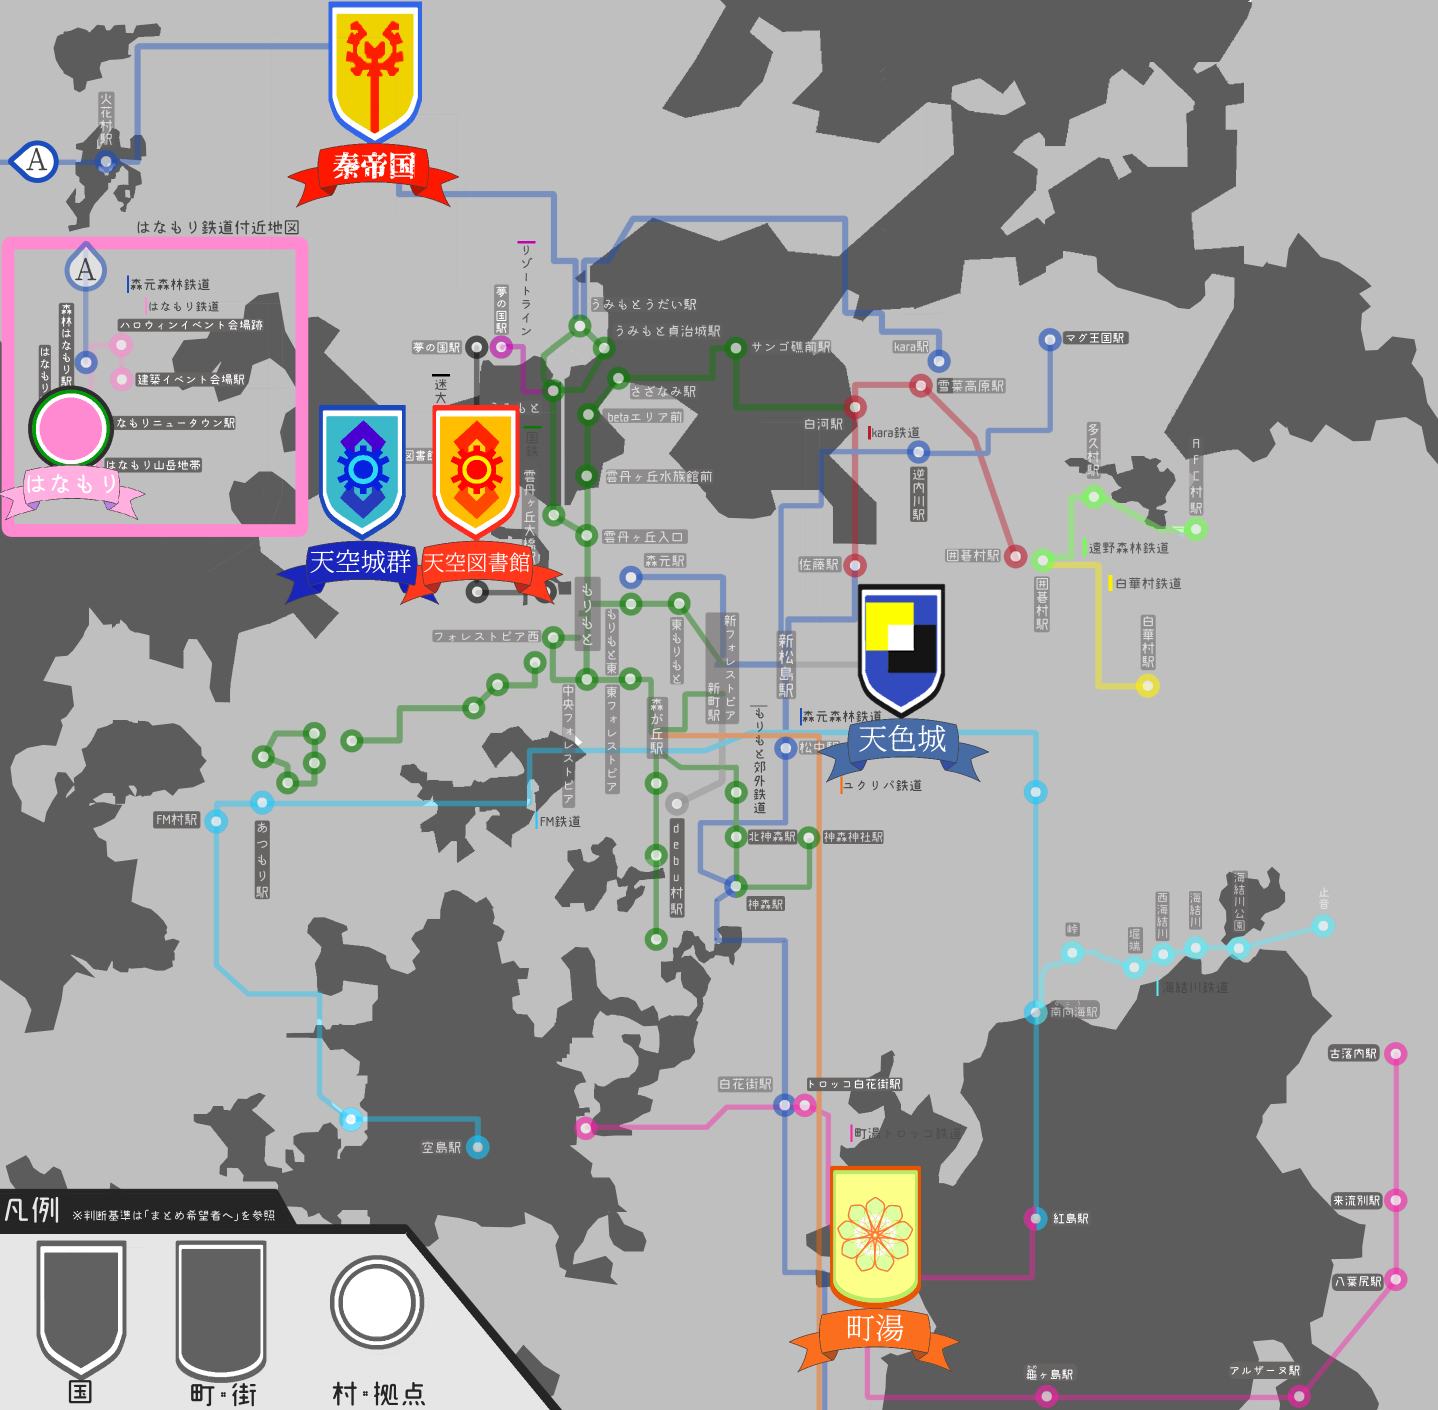 火花村駅
A
秦帝国
はなもり鉄道付近地図
A
森元森林鉄道
はなもり鉄道
ハロウィンイベント会場跡
森林はなもり駅
はなもり
建築イベント会場駅
なもりニュータウン駅
はなもり山岳地帯
はなもり
リゾートライン
夢の国駅
夢の国駅
うみもとうだい駅
うみもと貞治城駅
サンゴ礁前駅
さざなみ駅
betaエリア前
迷大
もと
国鉄
図書館
雲丹ヶ丘水族館前
雲丹ヶ丘大橋
雲丹ヶ丘入口
天空城群
天空図書館
kara駅
マグ王国駅
雪菜高原駅
白河駅
kara鉄道
逆内川駅
多久村駅
AFC村駅
佐藤駅
囲碁村駅
囲碁村駅
遠野森林鉄道
白華村鉄道
白華村駅
森元駅
もりもと
もりもと東
東もりもと
新フォレストピア
新町駅
新松島駅
フォレストピア西
中央フォレストピア
東フォレストピア
森が丘駅
もりもと郊外鉄道
森元森林鉄道
松中駅
天色城
ユクリバ鉄道
FM村駅
あつもり駅
FM鉄道
debu村駅
北神森駅
神森神社駅
神森駅
峠
堀端
西海結川
海結川
海結川公園
止音
海結川鉄道
南向海駅
空島駅
白花街駅
トロッコ白花街駅
町湯トロッコ鉄道
町湯
紅島駅
古落内駅
来流別駅
八葉尻駅
アルザーヌ駅
龜ヶ島駅
凡例
※判断基準は「まとめ希望者へ」を参照
国
町・街
村・拠点